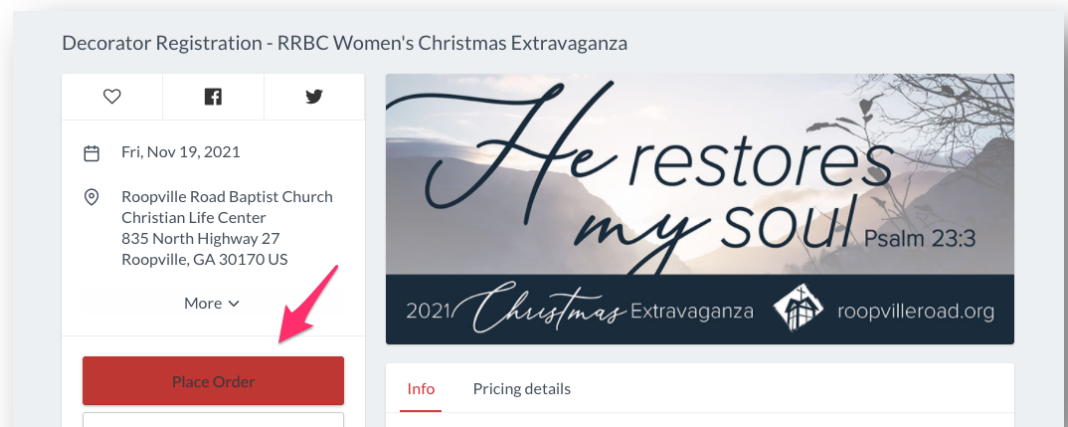 Decorator Registration - RRBC Women's Christmas Extravaganza
Fri, Nov 19, 2021
Roopville Road Baptist Church
Christian Life Center
835 North Highway 27
Roopville, GA 30170 US
More
Place Order
He restores
my soul Psalm 23:3
2021 Christmas Extravaganza roopvilleroad.org
Info Pricing details